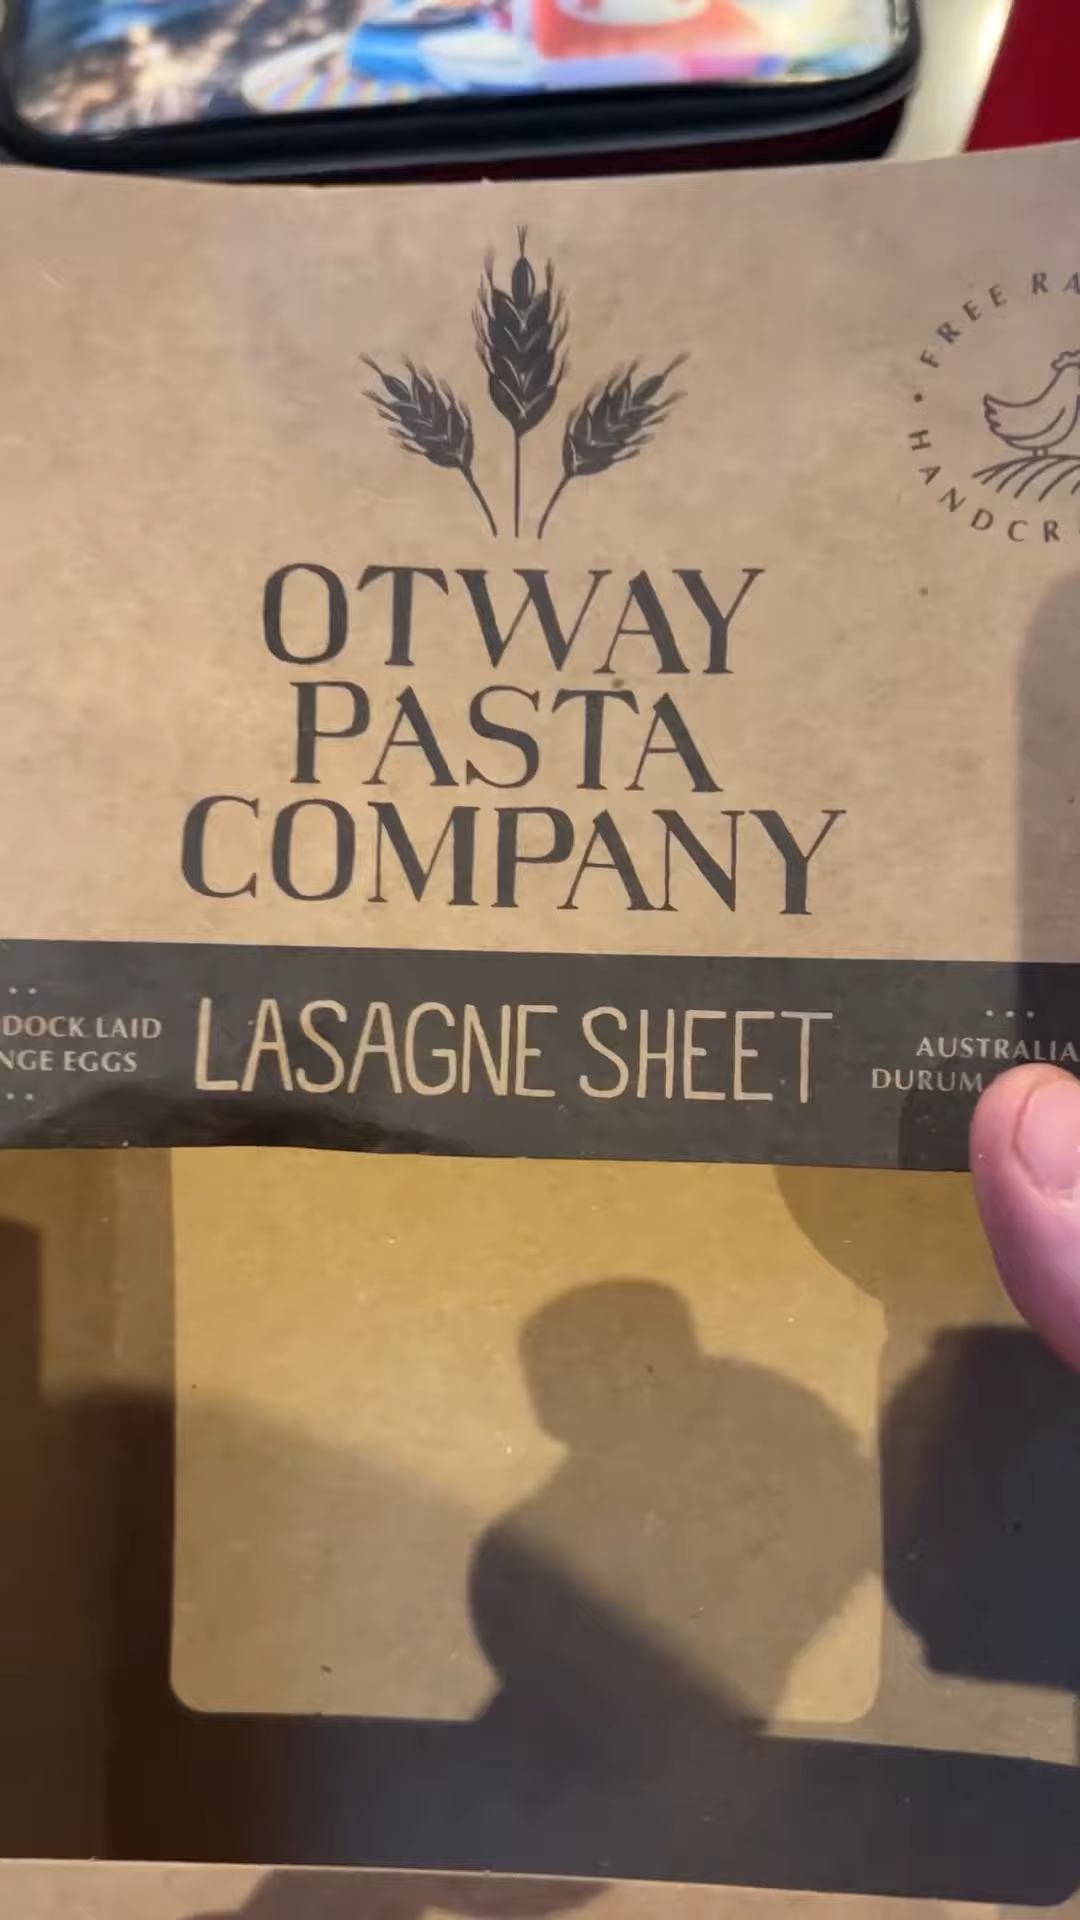 FREE RA
HANDCR
OTWAY
PASTA
COMPANY
DOCK LAID
NGE EGGS
LASAGNE SHEET
AUSTRALIA
DURUM